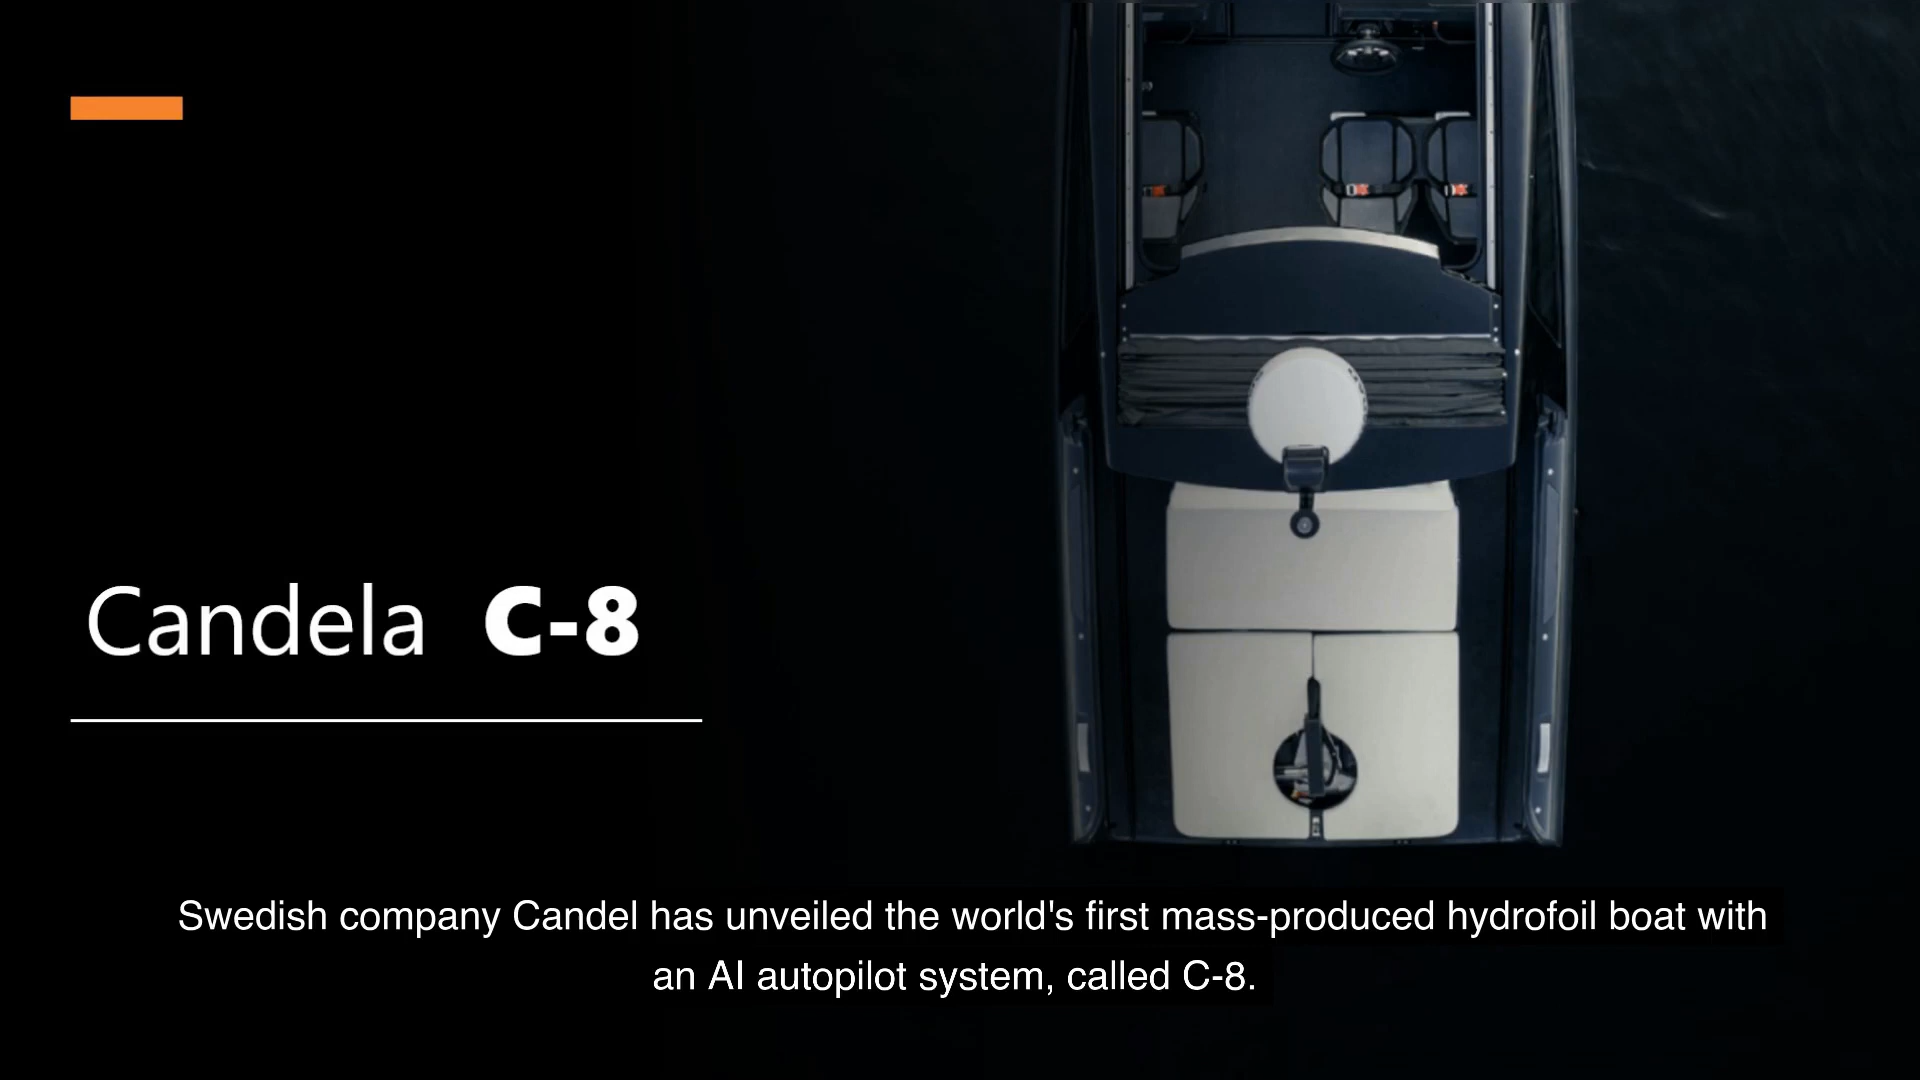 Candela C-8
Swedish company Candel has unveiled the world's first mass-produced hydrofoil boat with
an AI autopilot system, called C-8.